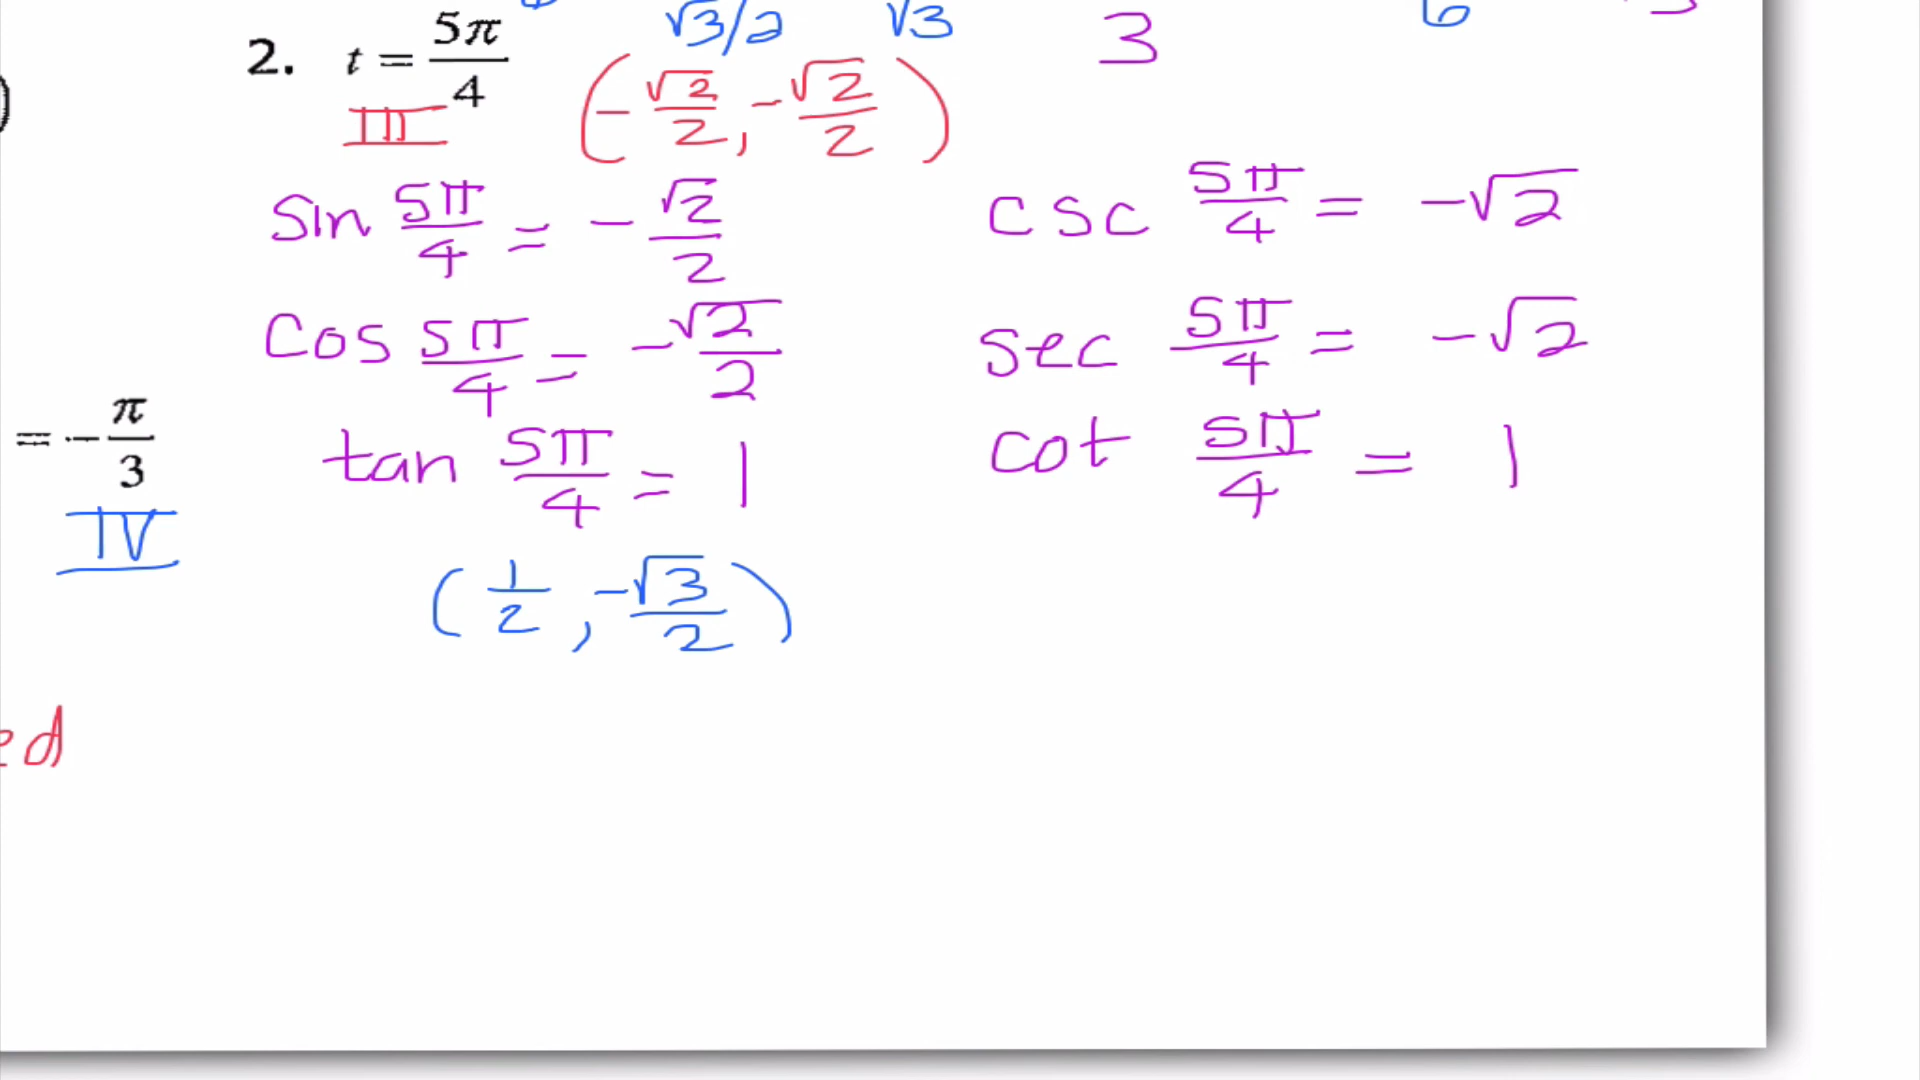 √3/2 √3 3 6
2. t = 5π/4 (-√2/2, -√2/2)
III
sin 5π/4 = -√2/2 csc 5π/4 = -√2
cos 5π/4 = -√2/2 sec 5π/4 = -√2
tan 5π/4 = 1 cot 5π/4 = 1
= -π/3
IV
(1/2, -√3/2)
ed